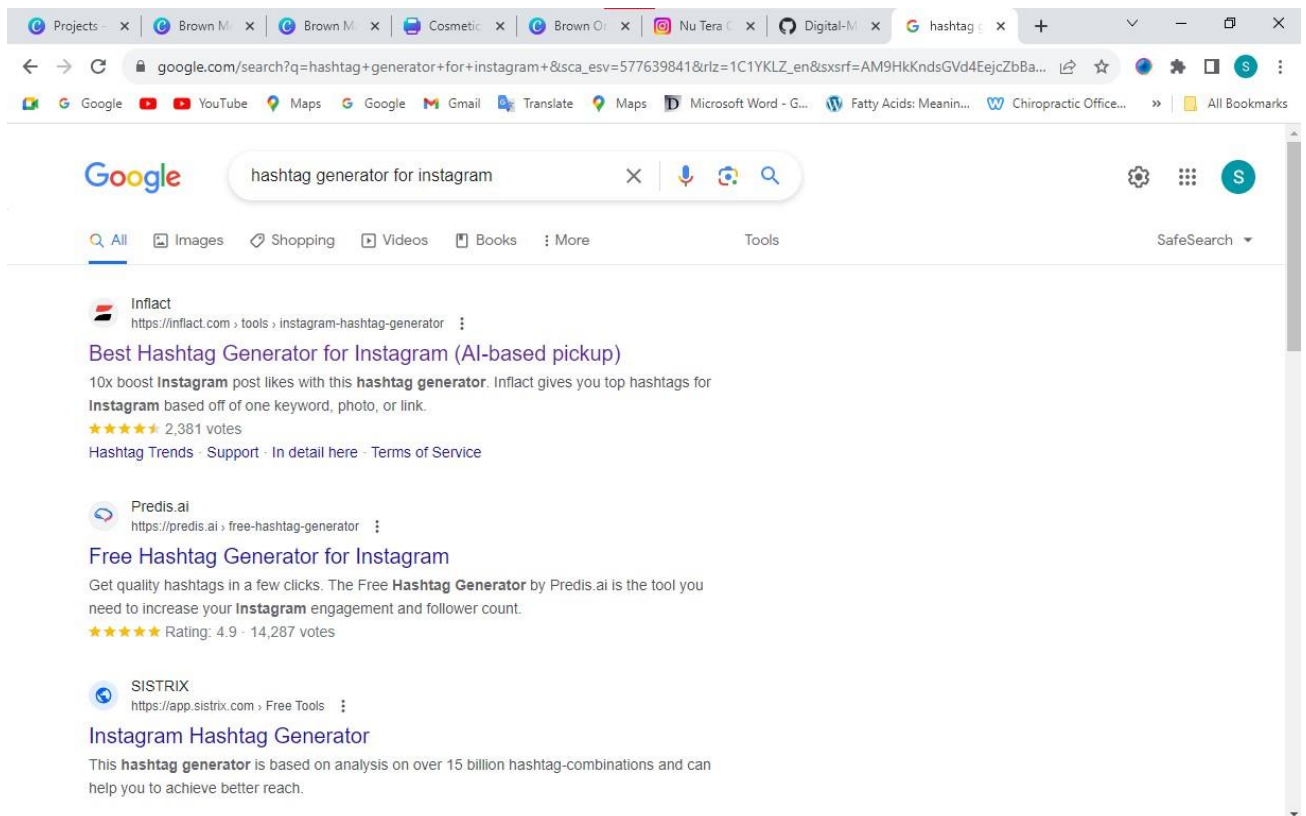 Projects - Brown M Brown M Cosmetic Brown Or Nu Tera C Digital-M hashtag g
google.com/search?q=hashtag+generator+for+instagram+&sca_esv=577639841&rlz=1C1YKLZ_en&sxsrf=AM9HkKndsGVd4EejcZbBa...
Google YouTube Maps Google Gmail Translate Maps Microsoft Word - G... Fatty Acids: Meanin... Chiropractic Office... » All Bookmarks
Google hashtag generator for instagram S
All Images Shopping Videos Books More Tools SafeSearch
Inflact
https://inflact.com › tools › instagram-hashtag-generator
Best Hashtag Generator for Instagram (AI-based pickup)
10x boost Instagram post likes with this hashtag generator. Inflact gives you top hashtags for
Instagram based off of one keyword, photo, or link.
2,381 votes
Hashtag Trends · Support · In detail here · Terms of Service
Predis.ai
https://predis.ai › free-hashtag-generator
Free Hashtag Generator for Instagram
Get quality hashtags in a few clicks. The Free Hashtag Generator by Predis.ai is the tool you
need to increase your Instagram engagement and follower count.
Rating: 4.9 · 14,287 votes
SISTRIX
https://app.sistrix.com › Free Tools
Instagram Hashtag Generator
This hashtag generator is based on analysis on over 15 billion hashtag-combinations and can
help you to achieve better reach.